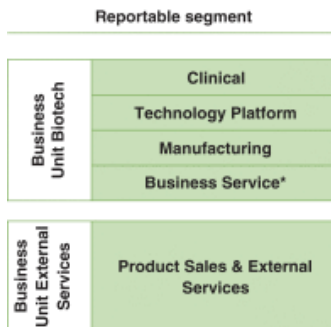 Reportable segment
Business
Unit Biotech
Clinical
Technology Platform
Manufacturing
Business Service*
Business
Unit External
Services
Product Sales & External
Services